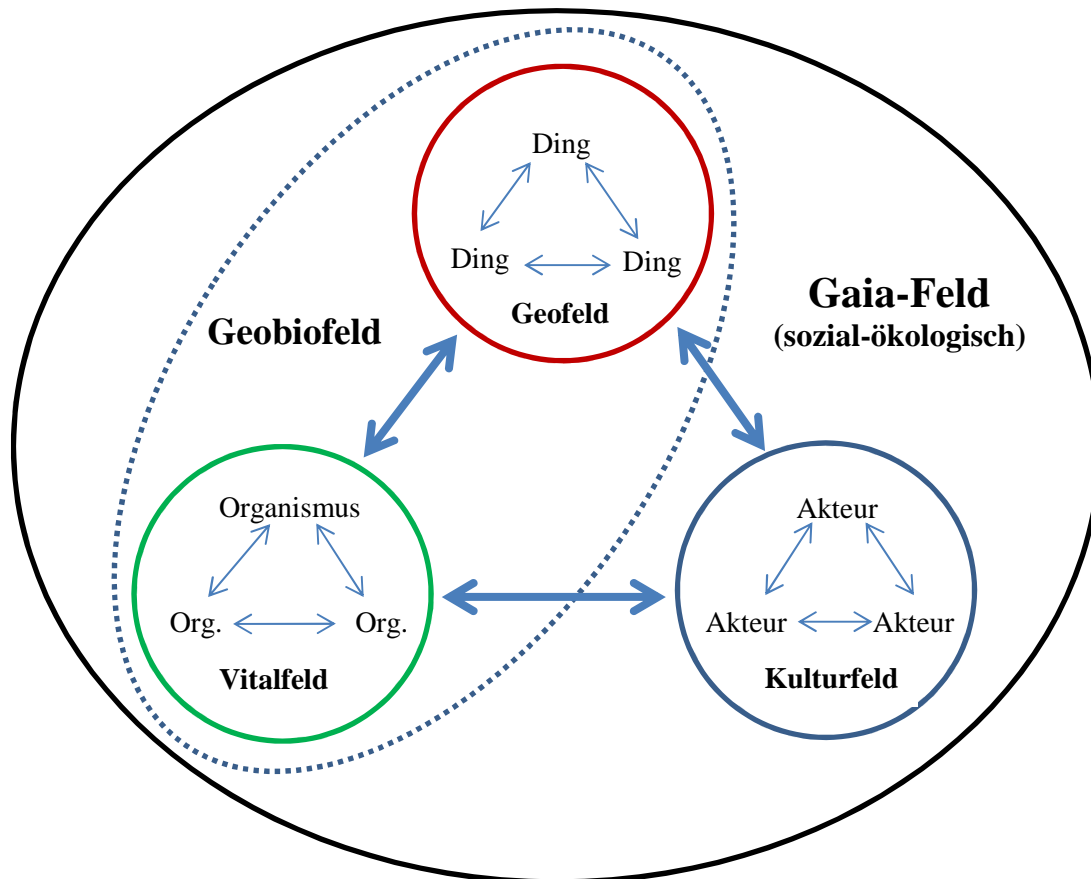 Ding
Ding Ding
Geofeld
Gaia-Feld
(sozial-ökologisch)
Geobiofeld
Organismus
Org. Org.
Vitalfeld
Akteur
Akteur Akteur
Kulturfeld